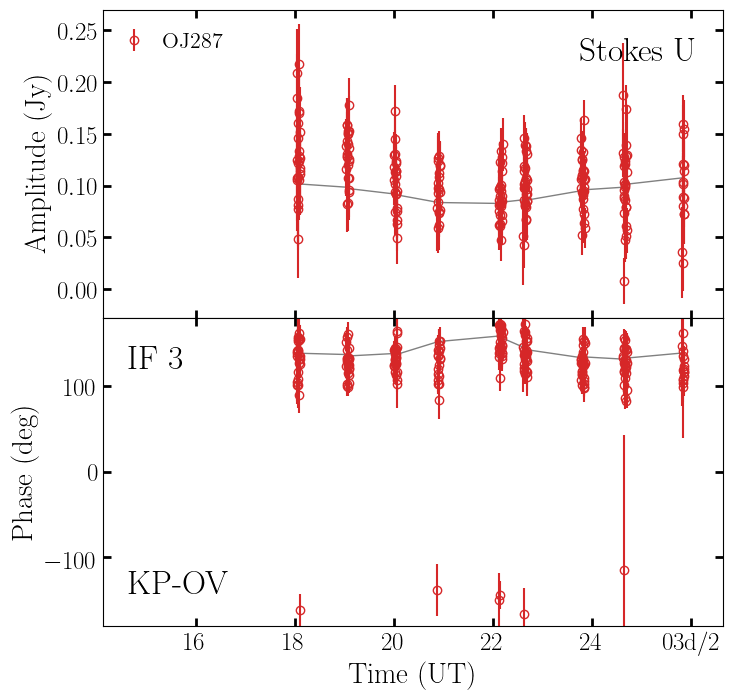 OJ287
Stokes U
0.25
0.20
0.15
0.10
0.05
0.00
Amplitude (Jy)
IF 3
100
0
−100
Phase (deg)
KP-OV
16 18 20 22 24 03d/2
Time (UT)